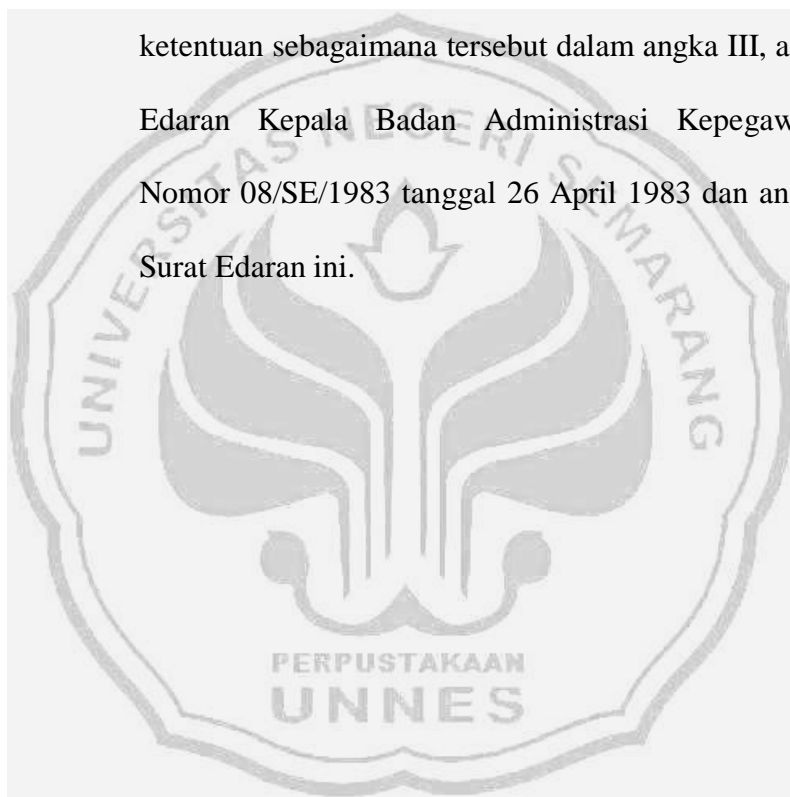 ketentuan sebagaimana tersebut dalam angka III, a
Edaran Kepala Badan Administrasi Kepegaw
Nomor 08/SE/1983 tanggal 26 April 1983 dan an
Surat Edaran ini.
UNIVERSITAS NEGERI SEMARANG
PERPUSTAKAAN
UNNES